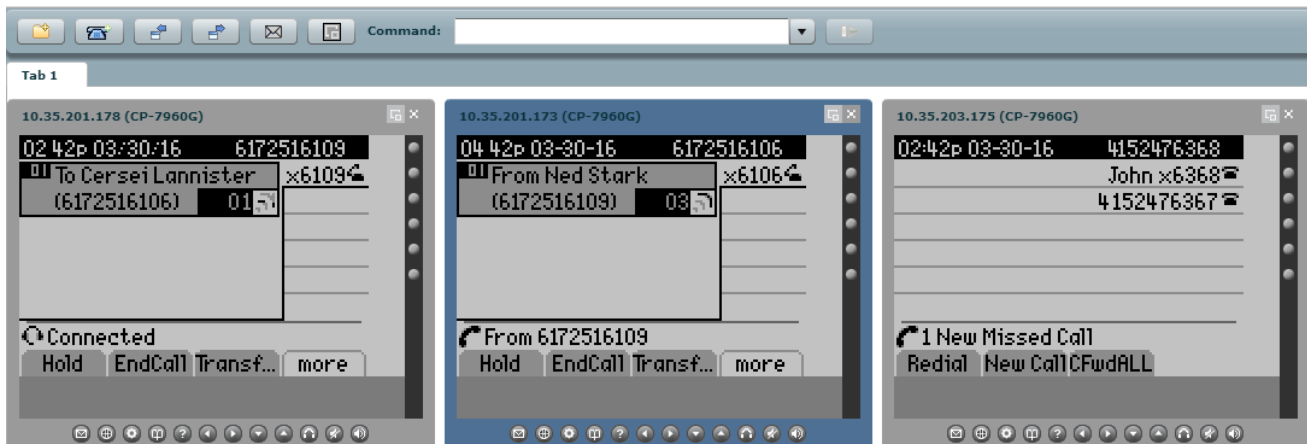 Command:
Tab 1
10.35.201.178 (CP-7960G)
02 42p 03/30/16 6172516109
01 To Cersei Lannister x6109
(6172516106) 01
Connected
Hold EndCall Transf... more
10.35.201.173 (CP-7960G)
04 42p 03-30-16 6172516106
01 From Ned Stark x6106
(6172516109) 03
From 6172516109
Hold EndCall Transf... more
10.35.203.175 (CP-7960G)
02:42p 03-30-16 4152476368
John x6368
4152476367
1 New Missed Call
Redial New Call CFwdALL